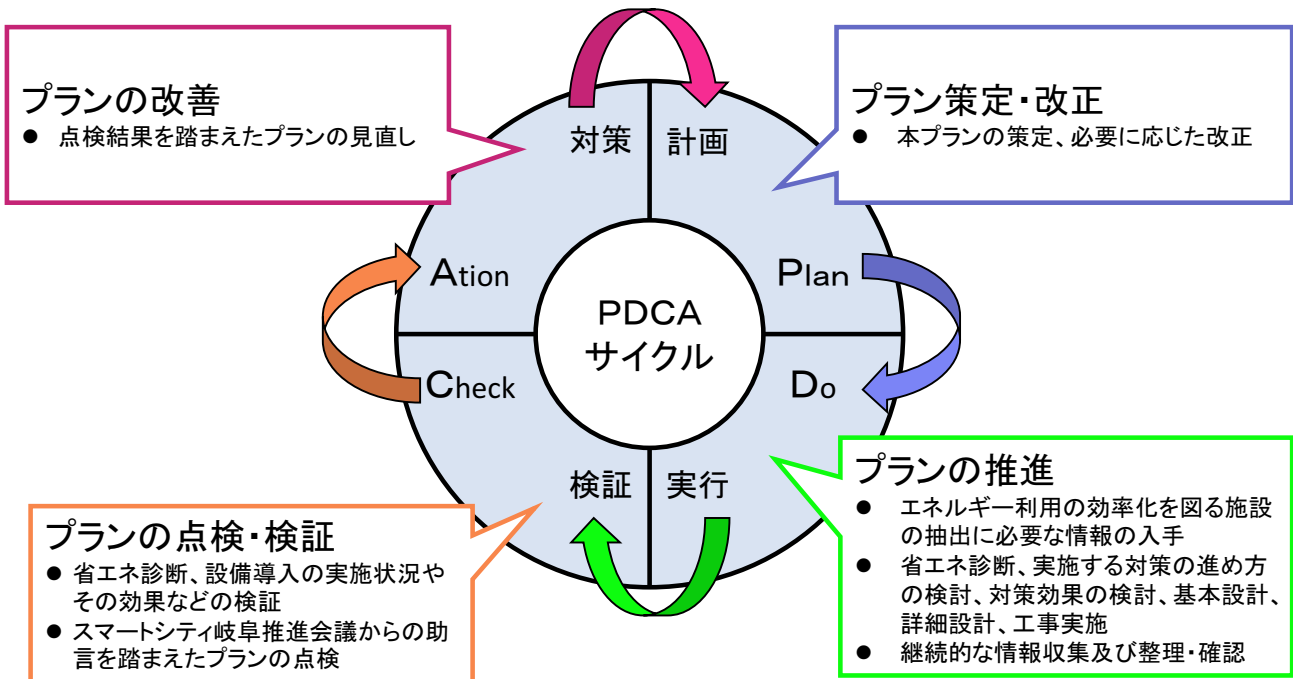 プランの改善
● 点検結果を踏まえたプランの見直し
プラン策定・改正
● 本プランの策定、必要に応じた改正
対策
計画
Ation
Plan
PDCA
サイクル
Check
Do
検証
実行
プランの点検・検証
● 省エネ診断、設備導入の実施状況や
その効果などの検証
● スマートシティ岐阜推進会議からの助
言を踏まえたプランの点検
プランの推進
● エネルギー利用の効率化を図る施設
の抽出に必要な情報の入手
● 省エネ診断、実施する対策の進め方
の検討、対策効果の検討、基本設計、
詳細設計、工事実施
● 継続的な情報収集及び整理・確認